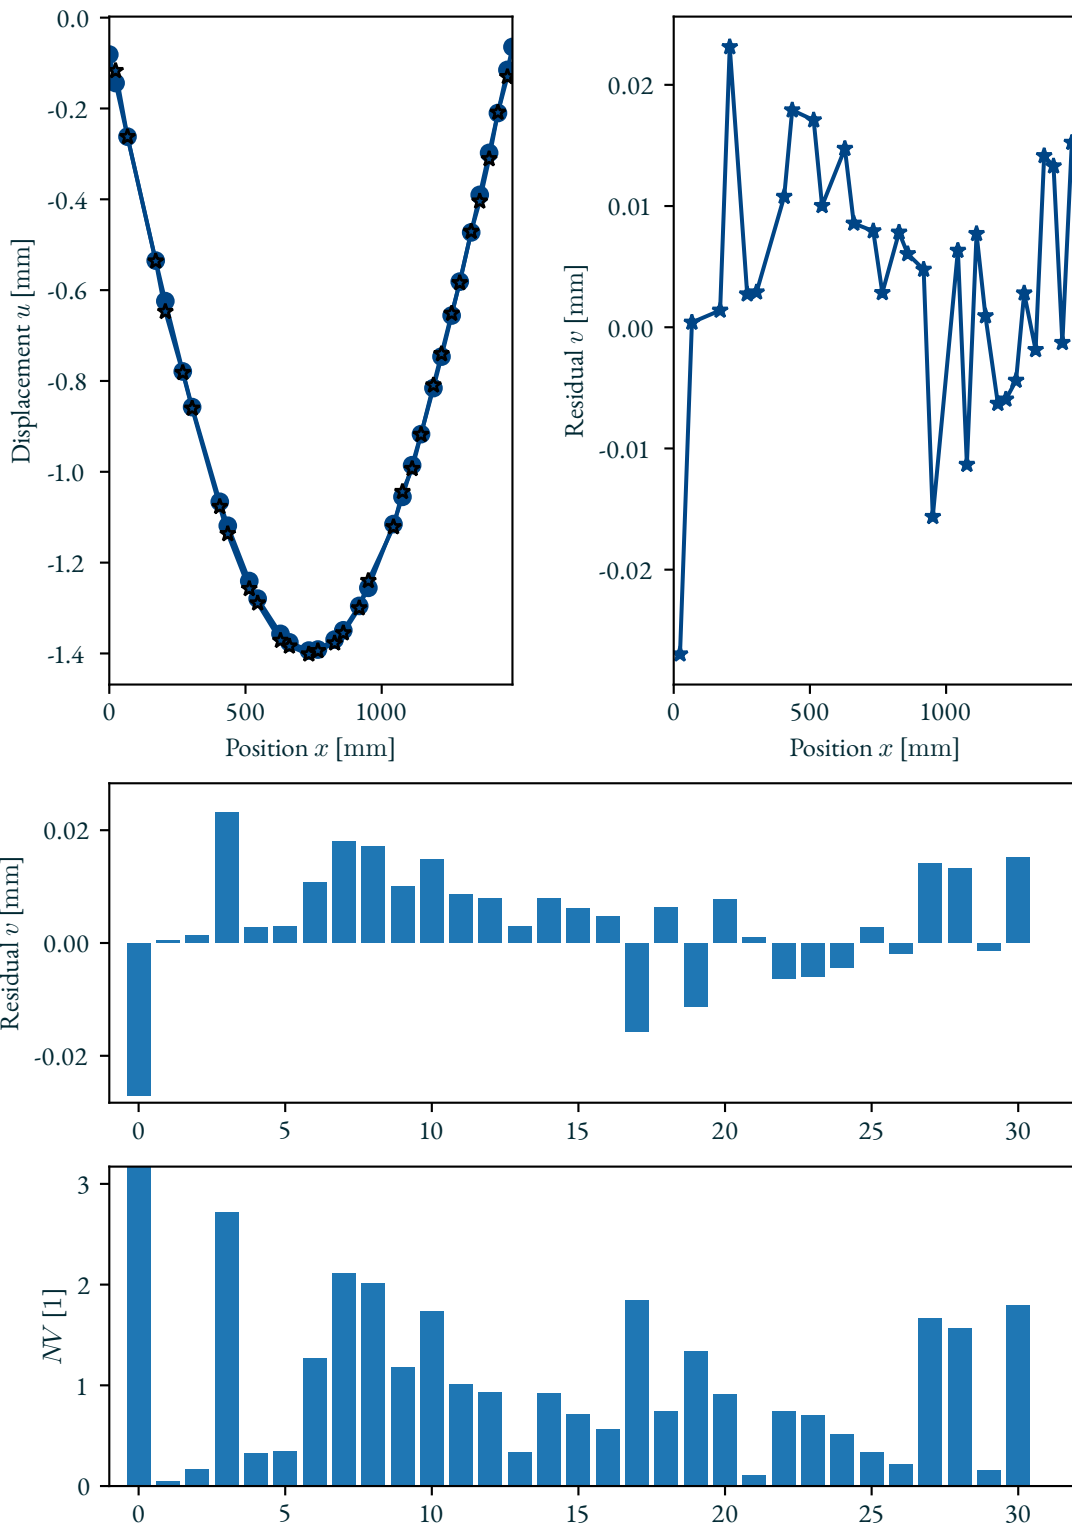 0.0
-0.2
-0.4
-0.6
-0.8
-1.0
-1.2
-1.4
Displacement u [mm]
0 500 1000
Position x [mm]
0.02
0.01
0.00
-0.01
-0.02
Residual v [mm]
0 500 1000
Position x [mm]
0.02
0.00
-0.02
Residual v [mm]
0 5 10 15 20 25 30
3
2
1
0
NV [1]
0 5 10 15 20 25 30